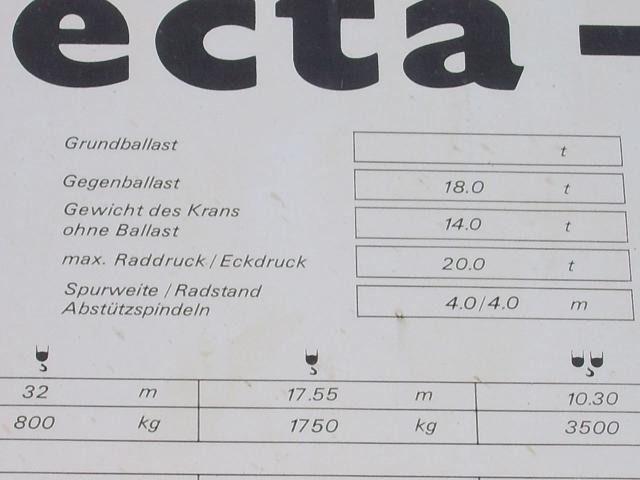 ecta-
Grundballast t
Gegenballast 18.0 t
Gewicht des Krans
ohne Ballast 14.0 t
max. Raddruck/Eckdruck 20.0 t
Spurweite/Radstand
Abstützspindeln 4.0/4.0 m
32 m 17.55 m 10.30
800 kg 1750 kg 3500